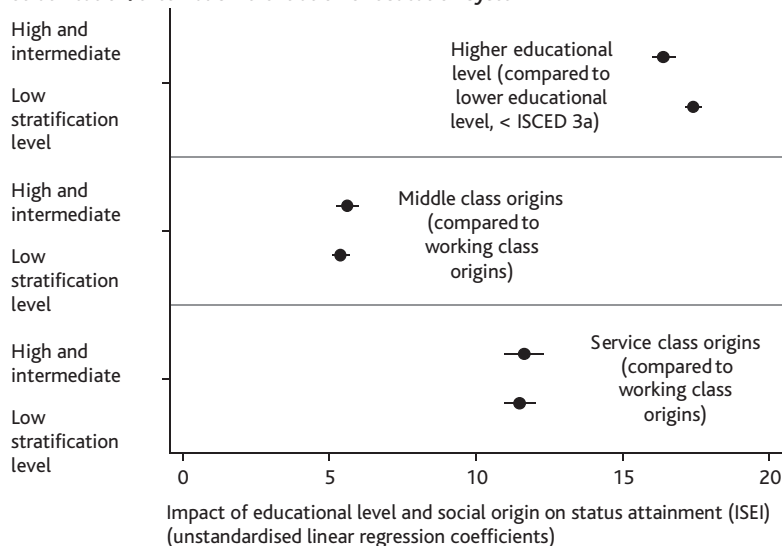 High and
intermediate
Low
stratification
level
Higher educational
level (compared to
lower educational
level, < ISCED 3a)
High and
intermediate
Low
stratification
level
Middle class origins
(compared to
working class
origins)
High and
intermediate
Low
stratification
level
Service class origins
(compared to
working class
origins)
0 5 10 15 20
Impact of educational level and social origin on status attainment (ISEI)
(unstandardised linear regression coefficients)